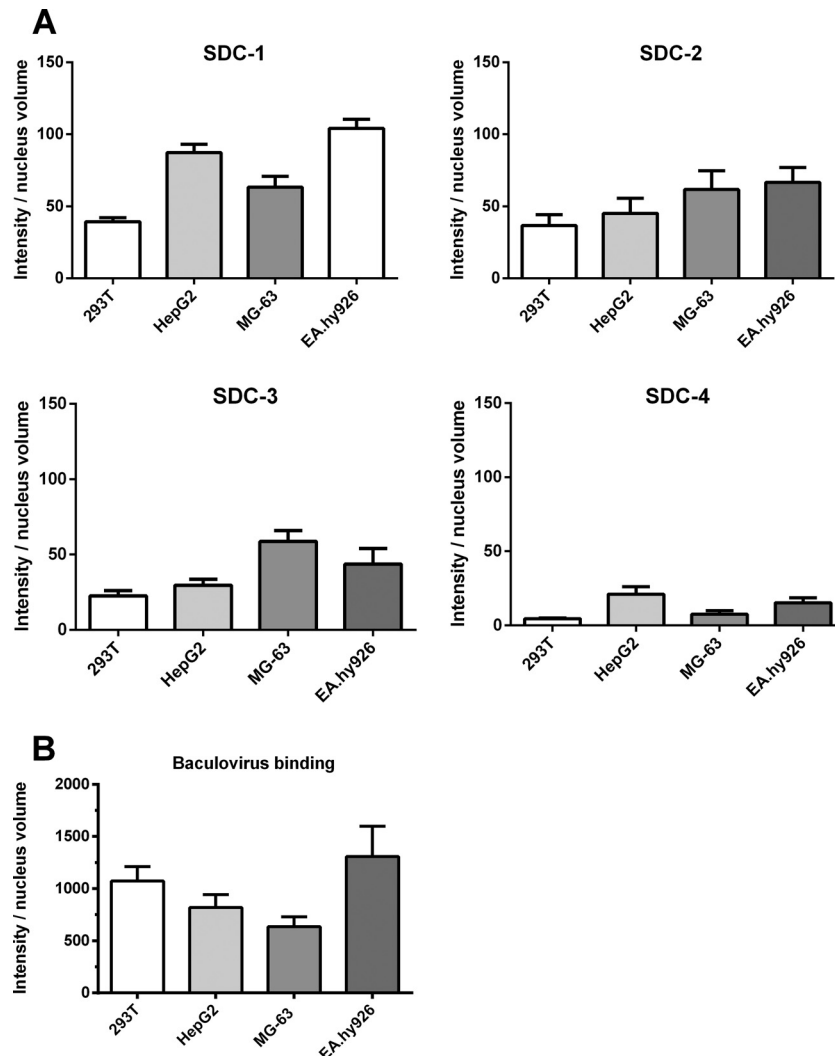 A
SDC-1
Intensity / nucleus volume
150
100
50
0
293T
HepG2
MG-63
EA.hy926
SDC-2
Intensity / nucleus volume
150
100
50
0
293T
HepG2
MG-63
EA.hy926
SDC-3
Intensity / nucleus volume
150
100
50
0
293T
HepG2
MG-63
EA.hy926
SDC-4
Intensity / nucleus volume
150
100
50
0
293T
HepG2
MG-63
EA.hy926
B
Baculovirus binding
Intensity / nucleus volume
2000
1500
1000
500
0
293T
HepG2
MG-63
EA.hy926